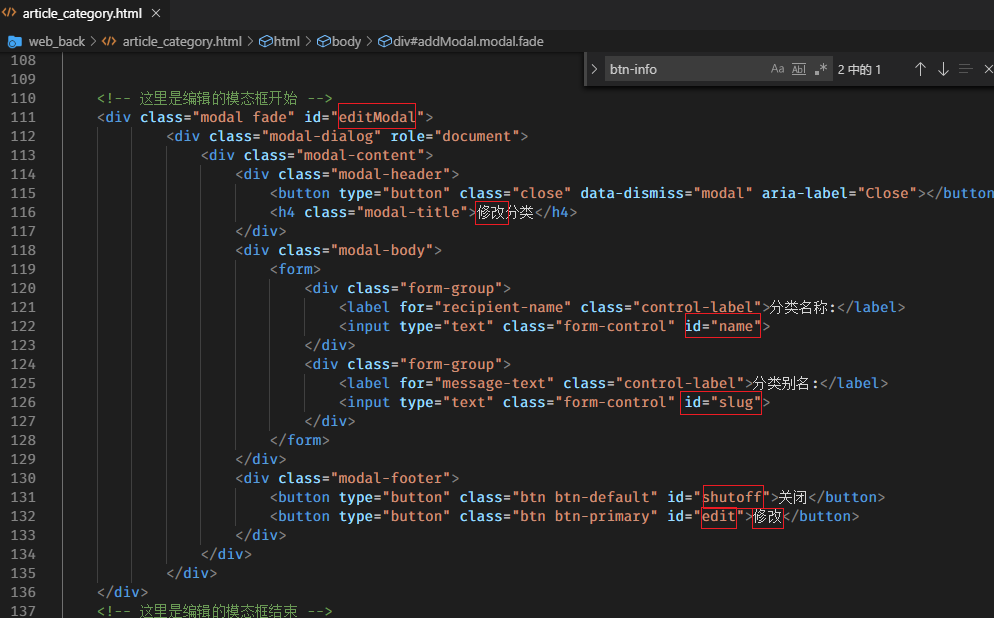 article_category.html ×
web_back > article_category.html > html > body > div#addModal.modal.fade
btn-info Aa Ab| .* 2 中的 1
108
109
110 <!-- 这里是编辑的模态框开始 -->
111 <div class="modal fade" id="editModal">
112 <div class="modal-dialog" role="document">
113 <div class="modal-content">
114 <div class="modal-header">
115 <button type="button" class="close" data-dismiss="modal" aria-label="Close"></button
116 <h4 class="modal-title">修改分类</h4>
117 </div>
118 <div class="modal-body">
119 <form>
120 <div class="form-group">
121 <label for="recipient-name" class="control-label">分类名称:</label>
122 <input type="text" class="form-control" id="name">
123 </div>
124 <div class="form-group">
125 <label for="message-text" class="control-label">分类别名:</label>
126 <input type="text" class="form-control" id="slug">
127 </div>
128 </form>
129 </div>
130 <div class="modal-footer">
131 <button type="button" class="btn btn-default" id="shutoff">关闭</button>
132 <button type="button" class="btn btn-primary" id="edit">修改</button>
133 </div>
134 </div>
135 </div>
136 </div>
137 <!-- 这里是编辑的模态框结束 -->